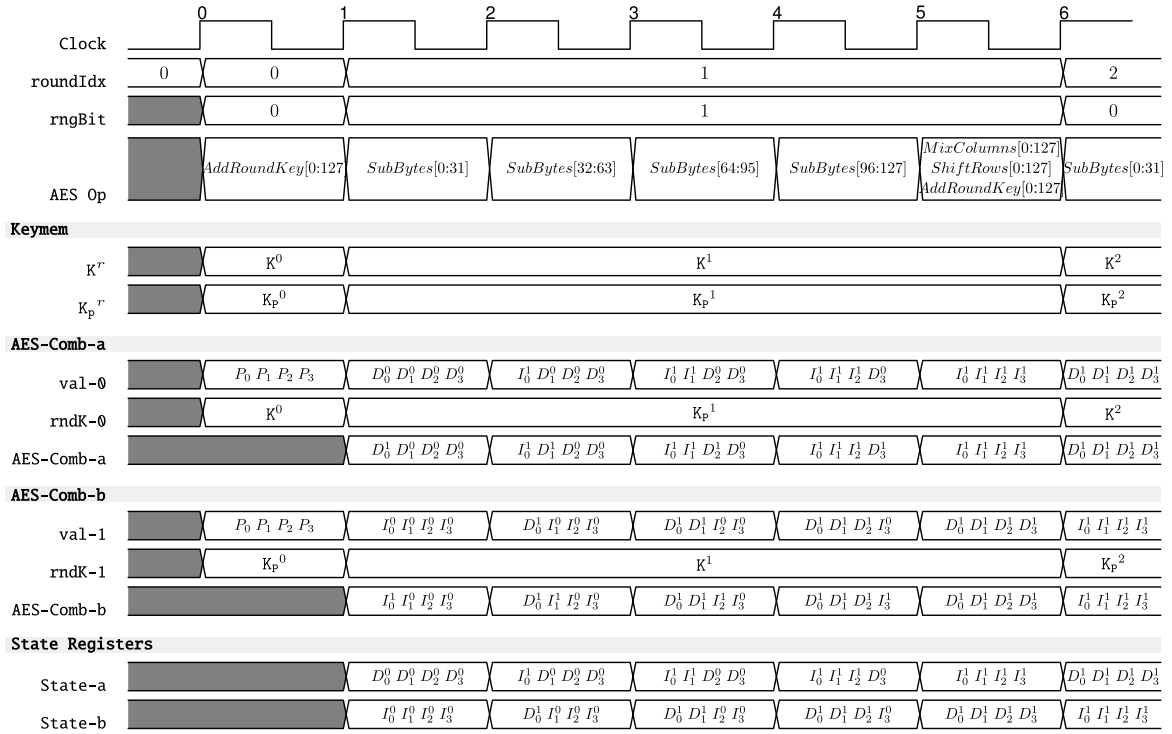 0 1 2 3 4 5 6
Clock
roundIdx 0 0 1 2
rngBit 0 1 0
AES Op AddRoundKey[0:127 SubBytes[0:31] SubBytes[32:63] SubBytes[64:95] SubBytes[96:127] MixColumns[0:127] ShiftRows[0:127] AddRoundKey[0:127 SubBytes[0:31]
Keymem
K^r K^0 K^1 K^2
K_p^r K_P^0 K_P^1 K_P^2
AES-Comb-a
val-0 P_0 P_1 P_2 P_3 D_0^0 D_1^0 D_2^0 D_3^0 I_0^1 D_1^0 D_2^0 D_3^0 I_0^1 I_1^1 D_2^0 D_3^0 I_0^1 I_1^1 I_2^1 D_3^0 I_0^1 I_1^1 I_2^1 I_3^1 D_0^1 D_1^1 D_2^1 D_3^1
rndK-0 K^0 K_P^1 K^2
AES-Comb-a D_0^1 D_1^0 D_2^0 D_3^0 I_0^1 D_1^1 D_2^0 D_3^0 I_0^1 I_1^1 D_2^1 D_3^0 I_0^1 I_1^1 I_2^1 D_3^1 I_0^1 I_1^1 I_2^1 I_3^1 D_0^1 D_1^1 D_2^1 D_3^1
AES-Comb-b
val-1 P_0 P_1 P_2 P_3 I_0^0 I_1^0 I_2^0 I_3^0 D_0^1 I_1^0 I_2^0 I_3^0 D_0^1 D_1^1 I_2^0 I_3^0 D_0^1 D_1^1 D_2^1 I_3^0 D_0^1 D_1^1 D_2^1 D_3^1 I_0^1 I_1^1 I_2^1 I_3^1
rndK-1 K_P^0 K^1 K_P^2
AES-Comb-b I_0^1 I_1^0 I_2^0 I_3^0 D_0^1 I_1^1 I_2^0 I_3^0 D_0^1 D_1^1 I_2^1 I_3^0 D_0^1 D_1^1 D_2^1 I_3^1 D_0^1 D_1^1 D_2^1 D_3^1 I_0^1 I_1^1 I_2^1 I_3^1
State Registers
State-a D_0^0 D_1^0 D_2^0 D_3^0 I_0^1 D_1^0 D_2^0 D_3^0 I_0^1 I_1^1 D_2^0 D_3^0 I_0^1 I_1^1 I_2^1 D_3^0 I_0^1 I_1^1 I_2^1 I_3^1 D_0^1 D_1^1 D_2^1 D_3^1
State-b I_0^0 I_1^0 I_2^0 I_3^0 D_0^1 I_1^0 I_2^0 I_3^0 D_0^1 D_1^1 I_2^0 I_3^0 D_0^1 D_1^1 D_2^1 I_3^0 D_0^1 D_1^1 D_2^1 D_3^1 I_0^1 I_1^1 I_2^1 I_3^1